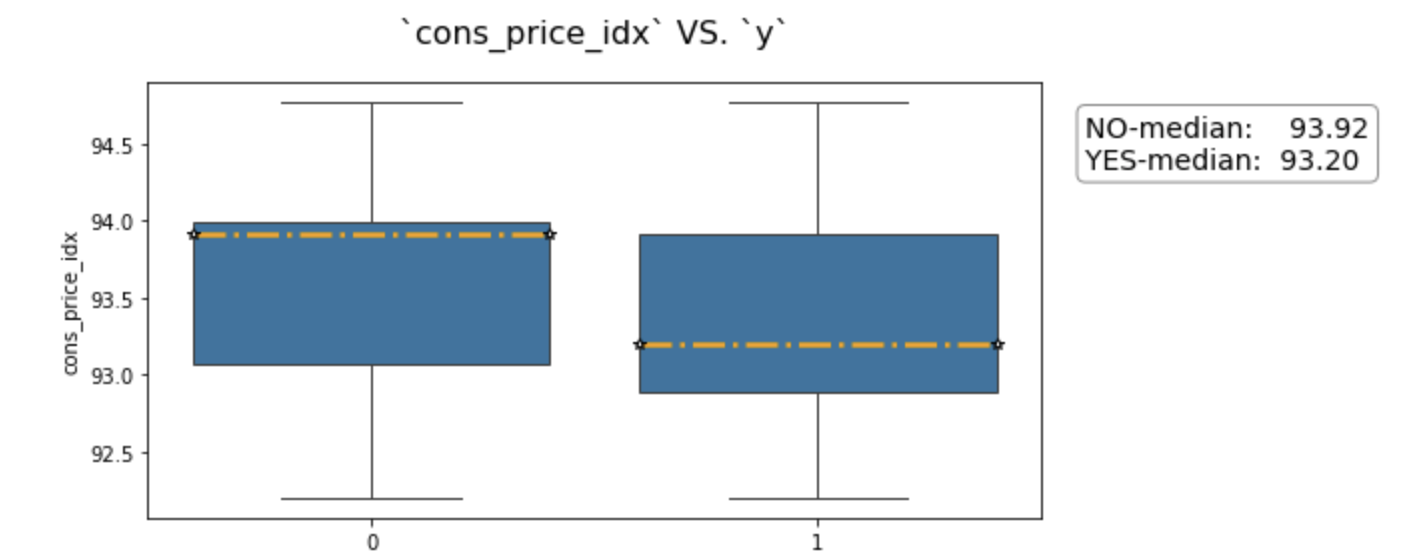 `cons_price_idx` VS. `y`
NO-median: 93.92
YES-median: 93.20
cons_price_idx
94.5
94.0
93.5
93.0
92.5
0 1